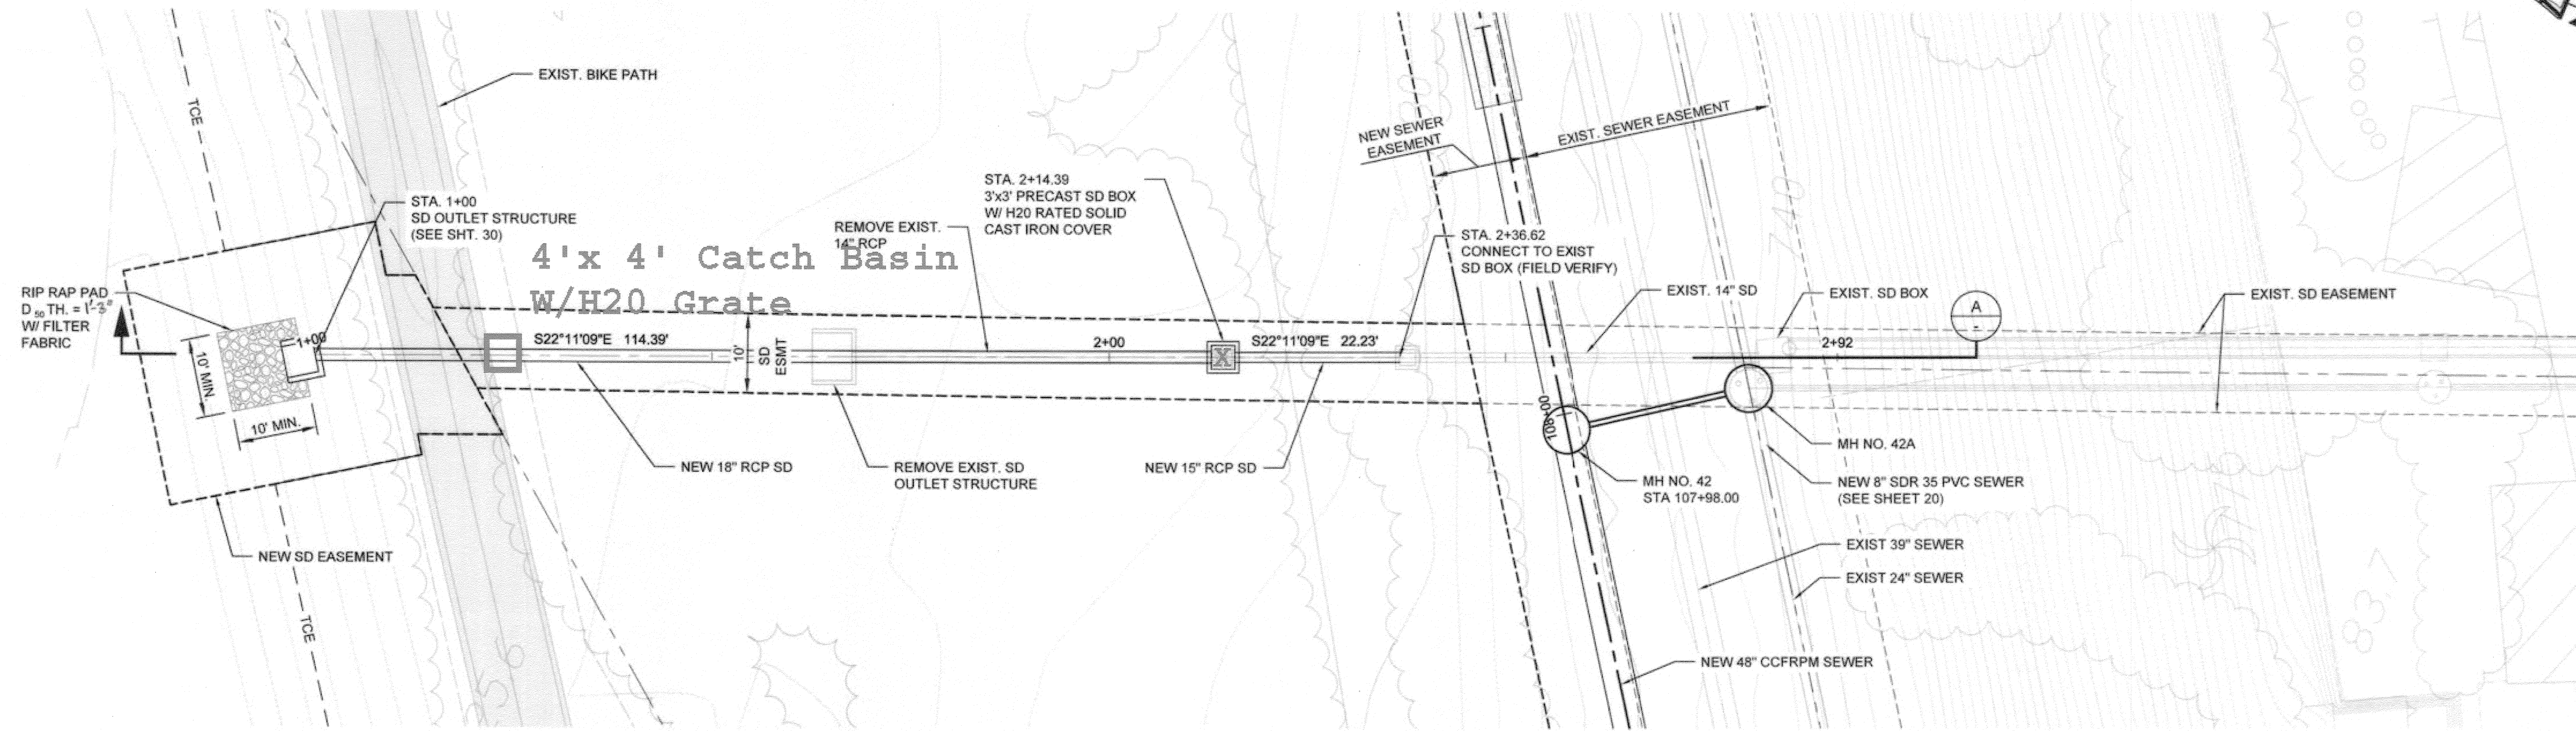 EXIST. BIKE PATH
TCE
STA. 1+00
SD OUTLET STRUCTURE
(SEE SHT. 30)
4'x 4' Catch Basin
W/H20 Grate
RIP RAP PAD
D 50 TH. = 1'-3"
W/ FILTER
FABRIC
1+00
10' MIN.
10' MIN.
NEW SD EASEMENT
TCE
S22°11'09"E 114.39'
10'
SD
ESMT
NEW 18" RCP SD
REMOVE EXIST.
14" RCP
REMOVE EXIST. SD
OUTLET STRUCTURE
2+00
STA. 2+14.39
3'x3' PRECAST SD BOX
W/ H20 RATED SOLID
CAST IRON COVER
X
S22°11'09"E 22.23'
NEW 15" RCP SD
NEW SEWER
EASEMENT
EXIST. SEWER EASEMENT
STA. 2+36.62
CONNECT TO EXIST
SD BOX (FIELD VERIFY)
EXIST. 14" SD
EXIST. SD BOX
A
-
EXIST. SD EASEMENT
2+92
740
108+00
MH NO. 42A
MH NO. 42
STA 107+98.00
NEW 8" SDR 35 PVC SEWER
(SEE SHEET 20)
EXIST 39" SEWER
EXIST 24" SEWER
NEW 48" CCFRPM SEWER